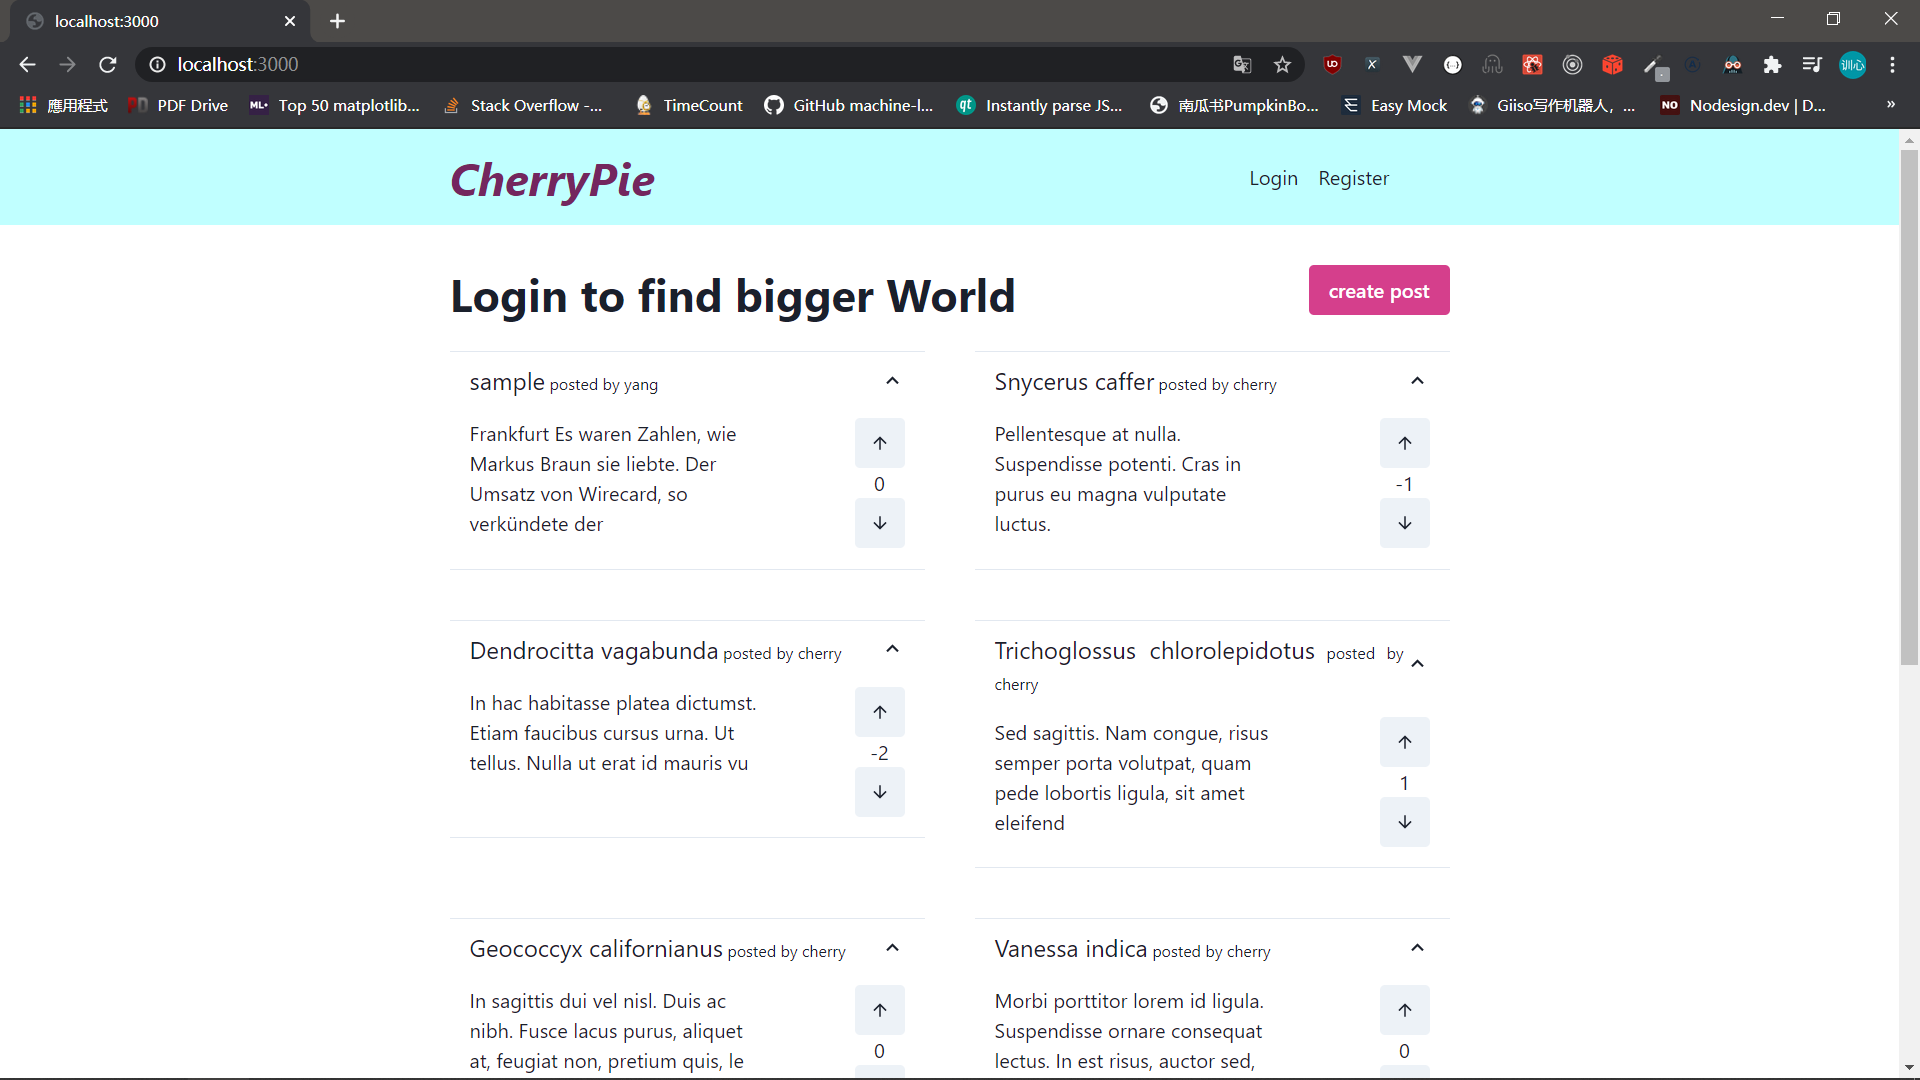 localhost:3000
localhost:3000
應用程式 PDF Drive Top 50 matplotlib... Stack Overflow -... TimeCount GitHub machine-l... Instantly parse JS... 南瓜书PumpkinBo... Easy Mock Giiso写作机器人，... Nodesign.dev | D... »
CherryPie
Login Register
Login to find bigger World
create post
sample posted by yang
Frankfurt Es waren Zahlen, wie
Markus Braun sie liebte. Der
Umsatz von Wirecard, so
verkündete der
0
Snycerus caffer posted by cherry
Pellentesque at nulla.
Suspendisse potenti. Cras in
purus eu magna vulputate
luctus.
-1
Dendrocitta vagabunda posted by cherry
In hac habitasse platea dictumst.
Etiam faucibus cursus urna. Ut
tellus. Nulla ut erat id mauris vu
-2
Trichoglossus chlorolepidotus posted by
cherry
Sed sagittis. Nam congue, risus
semper porta volutpat, quam
pede lobortis ligula, sit amet
eleifend
1
Geococcyx californianus posted by cherry
In sagittis dui vel nisl. Duis ac
nibh. Fusce lacus purus, aliquet
at, feugiat non, pretium quis, le
0
Vanessa indica posted by cherry
Morbi porttitor lorem id ligula.
Suspendisse ornare consequat
lectus. In est risus, auctor sed,
0